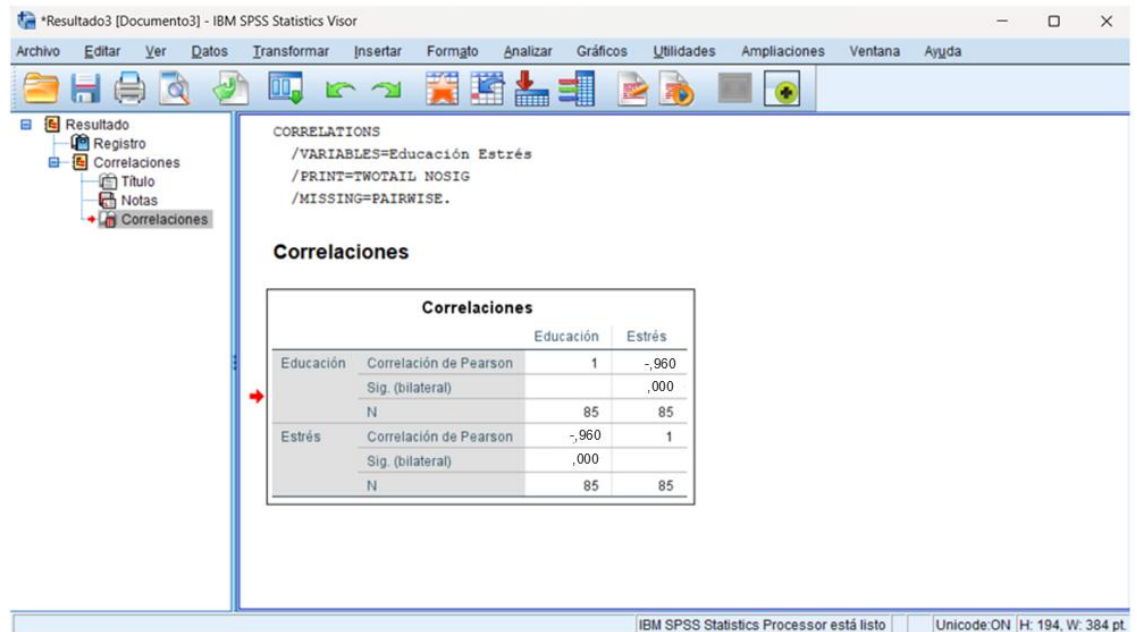 *Resultado3 [Documento3] - IBM SPSS Statistics Visor
Archivo Editar Ver Datos Transformar Insertar Formato Analizar Gráficos Utilidades Ampliaciones Ventana Ayuda
Resultado
Registro
Correlaciones
Título
Notas
Correlaciones
CORRELATIONS
/VARIABLES=Educación Estrés
/PRINT=TWOTAIL NOSIG
/MISSING=PAIRWISE.
Correlaciones
Correlaciones
Educación Estrés
Educación Correlación de Pearson 1 -,960
Sig. (bilateral) ,000
N 85 85
Estrés Correlación de Pearson -,960 1
Sig. (bilateral) ,000
N 85 85
IBM SPSS Statistics Processor está listo Unicode:ON H: 194, W: 384 pt.